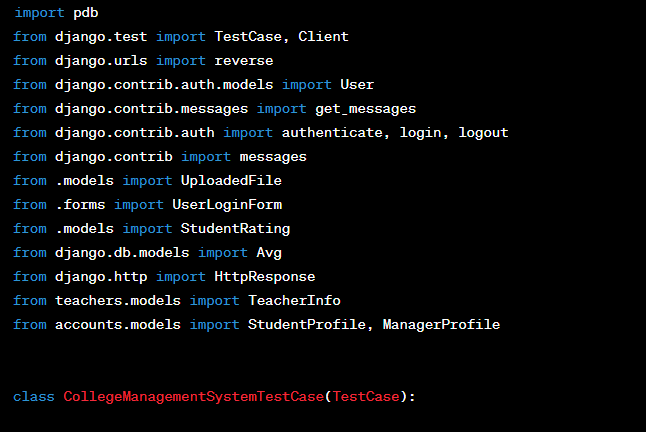 import pdb
from django.test import TestCase, Client
from django.urls import reverse
from django.contrib.auth.models import User
from django.contrib.messages import get_messages
from django.contrib.auth import authenticate, login, logout
from django.contrib import messages
from .models import UploadedFile
from .forms import UserLoginForm
from .models import StudentRating
from django.db.models import Avg
from django.http import HttpResponse
from teachers.models import TeacherInfo
from accounts.models import StudentProfile, ManagerProfile
class CollegeManagementSystemTestCase(TestCase):